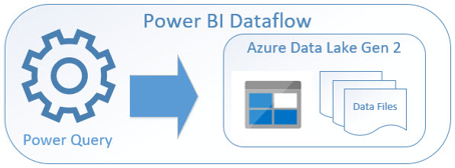 Power BI Dataflow
Azure Data Lake Gen 2
Data Files
Power Query